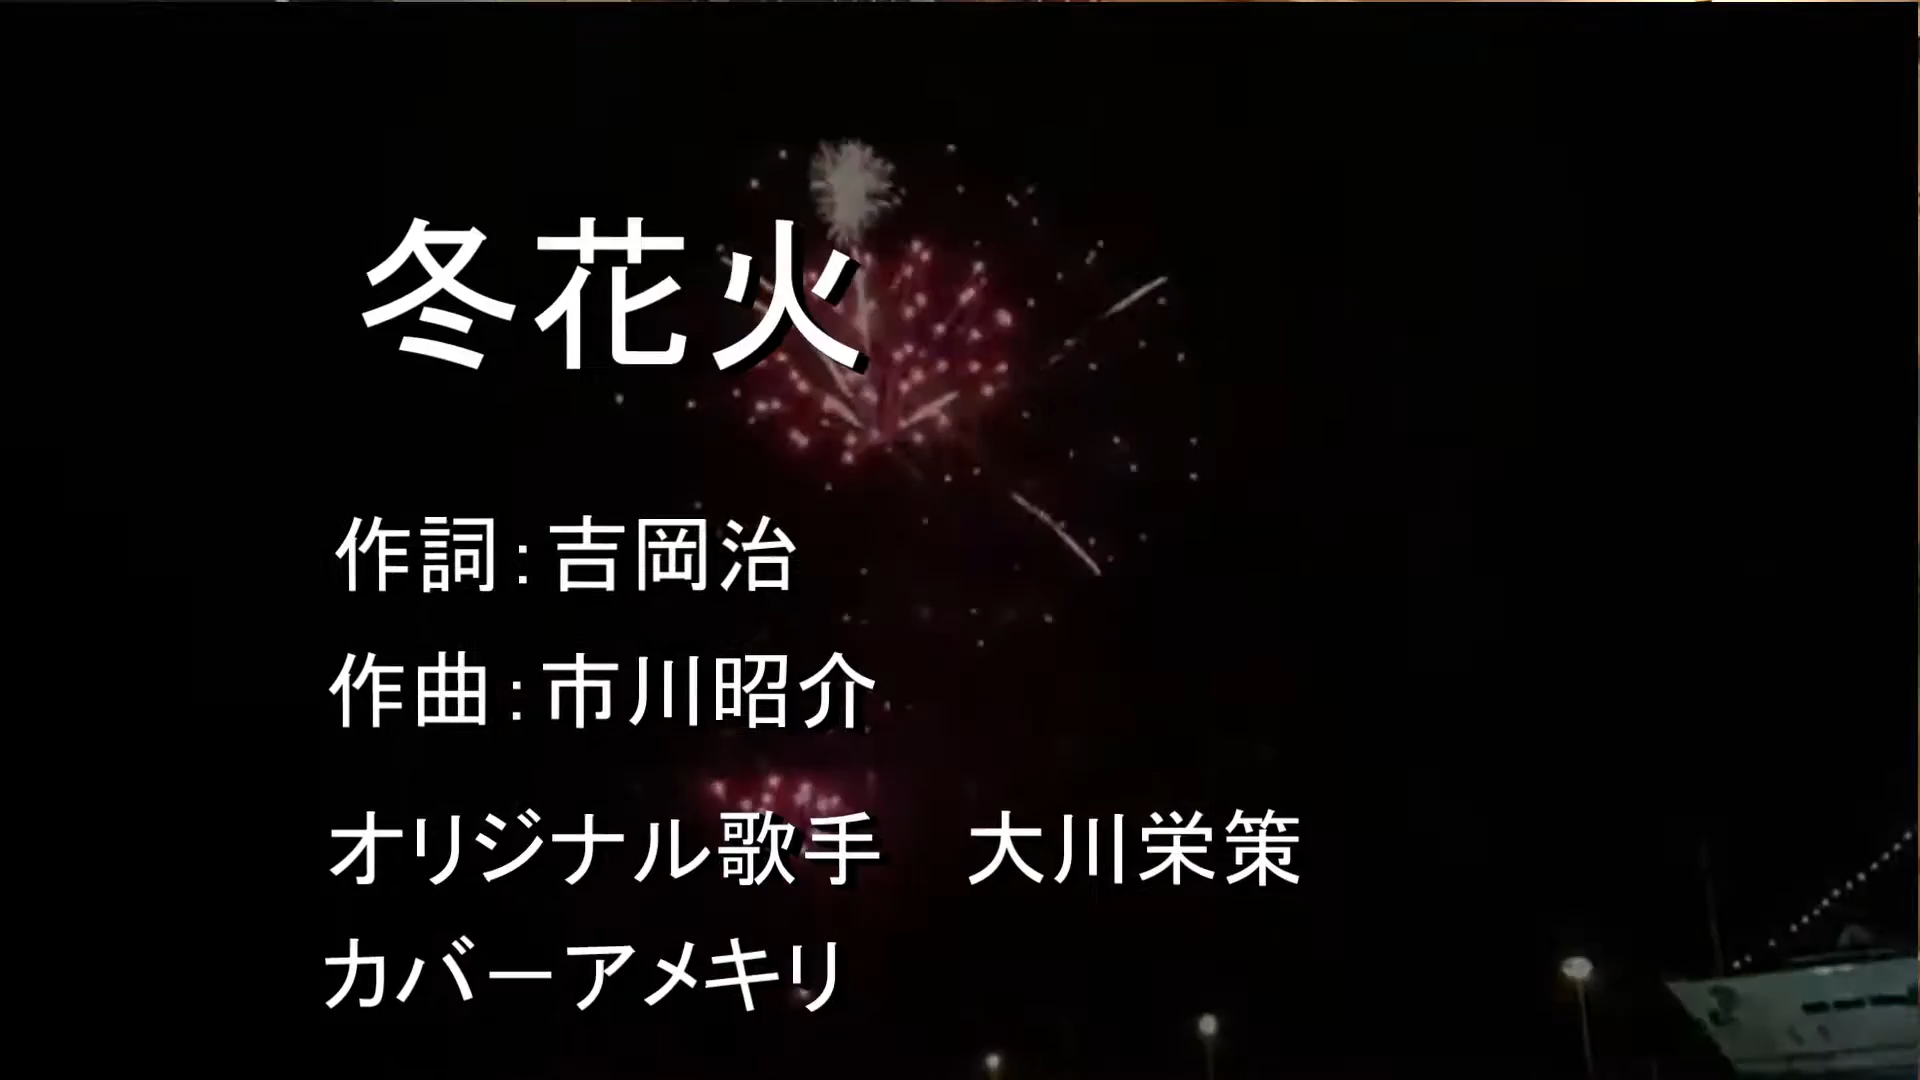 冬花火
作詞：吉岡治
作曲：市川昭介
オリジナル歌手　大川栄策
カバーアメキリ